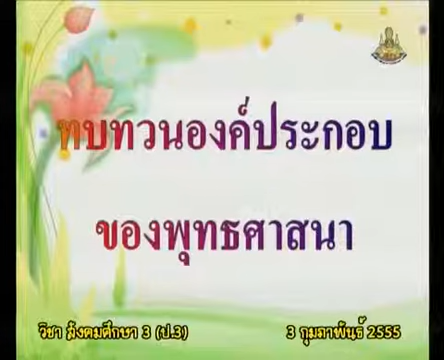 ทบทวนองค์ประกอบ
ของพุทธศาสนา
วิชา สังคมศึกษา 3 (ป.3) 3 กุมภาพันธ์ 2555